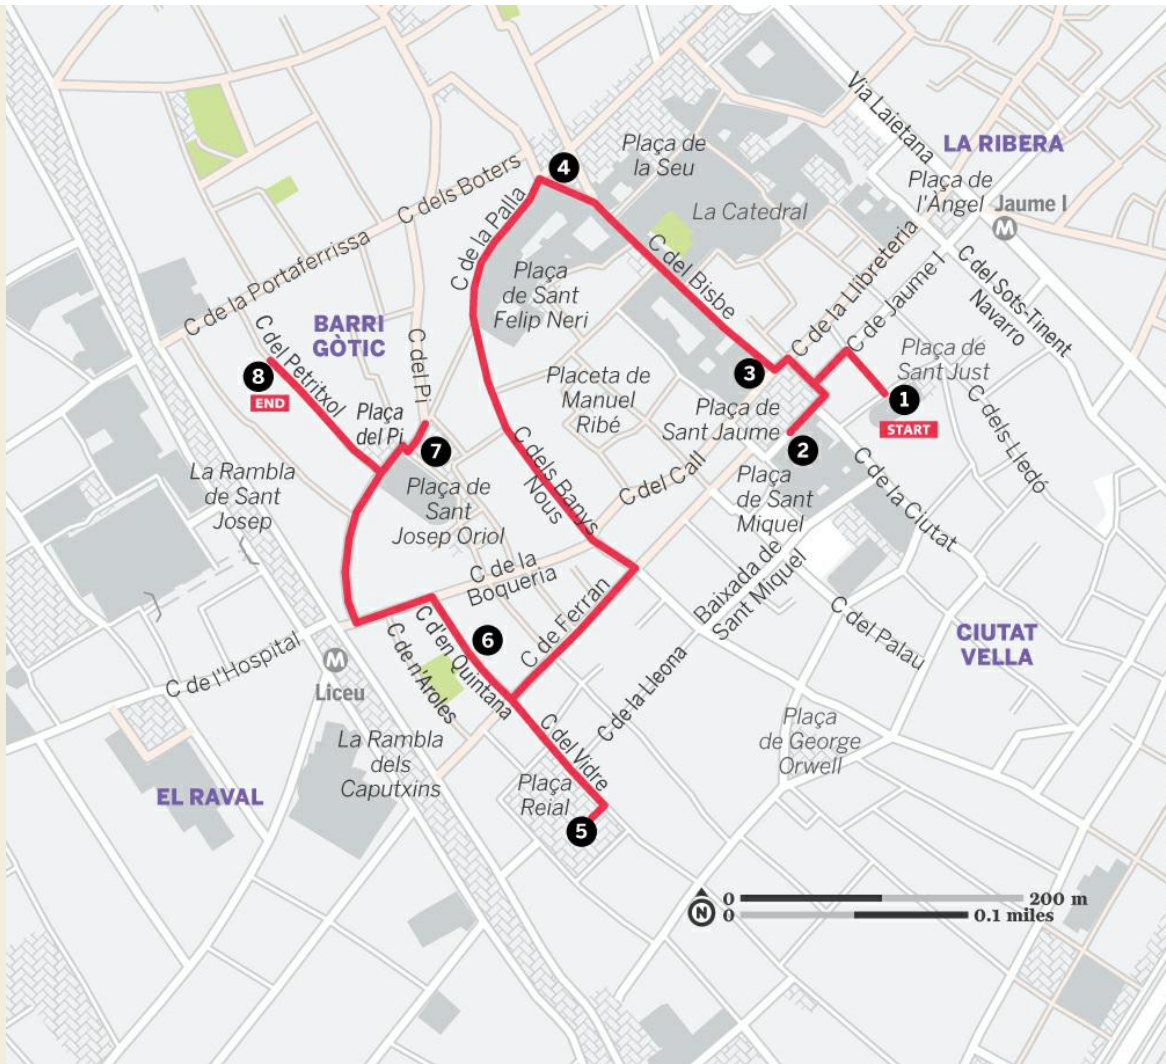 Via Laietana
LA RIBERA
Plaça de
la Seu
4
Plaça de
l'Àngel
Jaume I
M
La Catedral
C dels Boters
C de la Palla
C del Bisbe
C de la Llibreteria
C de Jaume I
C del Sots-Tinent
Navarro
C de la Portaferrissa
Plaça
de Sant
Felip Neri
BARRI
GÒTIC
C del Petritxol
C del Pi
8
END
3
Placeta de
Manuel
Ribé
Plaça de
Sant Just
1
START
Plaça de
Sant Jaume
2
C dels Lledó
Plaça
del Pi
7
La Rambla
de Sant
Josep
Plaça de
Sant
Josep Oriol
C dels Banys
Nous
C del Call
Plaça
de Sant
Miquel
C de la Ciutat
C de la
Boqueria
Baixada de
Sant Miquel
C de Ferran
6
C d'en Quintana
C de n'Aroles
C del Palau
CIUTAT
VELLA
C de l'Hospital
M
Liceu
C de la Lleona
C del Vidre
La Rambla
dels
Caputxins
Plaça
de George
Orwell
EL RAVAL
Plaça
Reial
5
N
0 200 m
0 0.1 miles